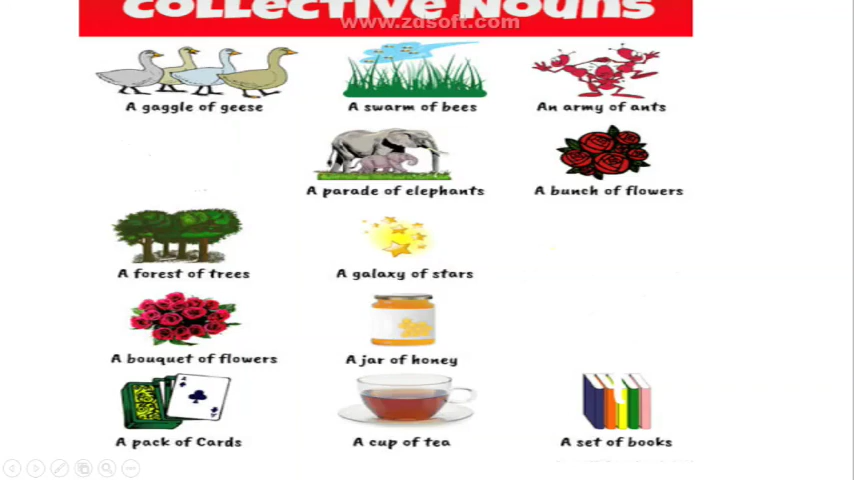 COLLECTIVE NOUNS
www.zdsoft.com
A gaggle of geese
A swarm of bees
An army of ants
A parade of elephants
A bunch of flowers
A forest of trees
A galaxy of stars
A bouquet of flowers
A jar of honey
A pack of Cards
A cup of tea
A set of books